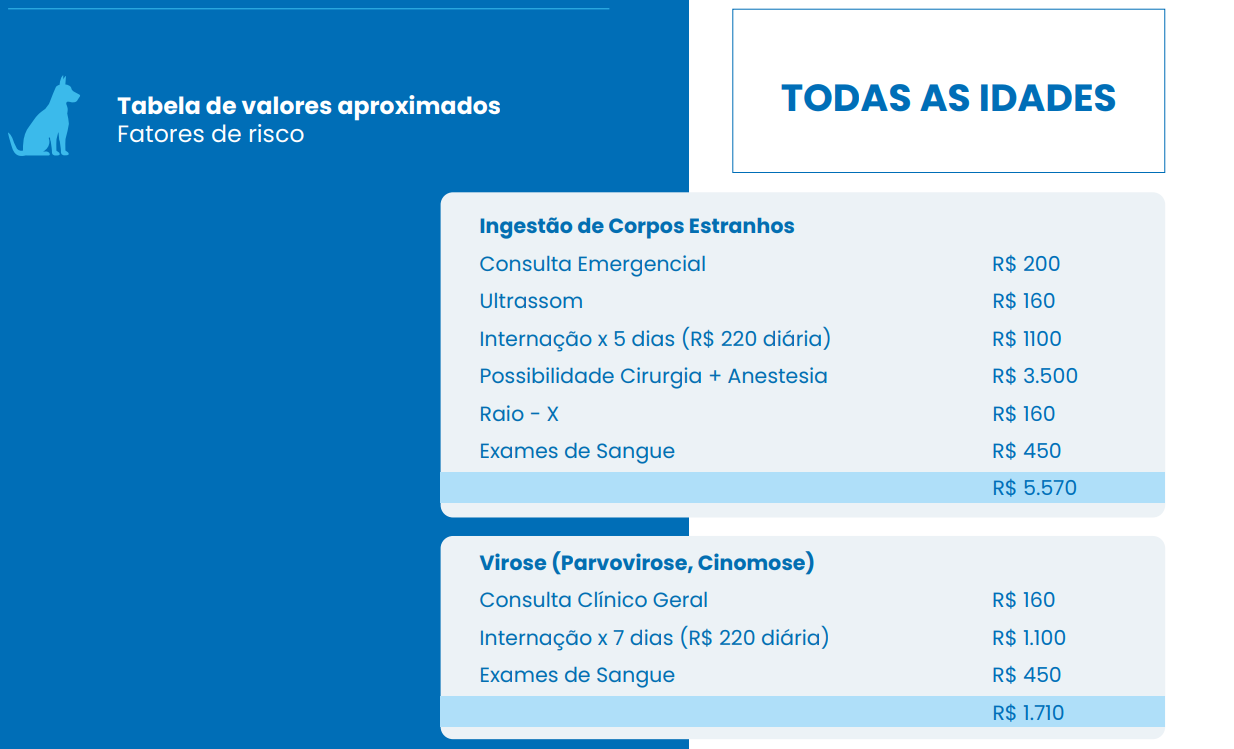 Tabela de valores aproximados
Fatores de risco
TODAS AS IDADES
Ingestão de Corpos Estranhos
Consulta Emergencial R$ 200
Ultrassom R$ 160
Internação x 5 dias (R$ 220 diária) R$ 1100
Possibilidade Cirurgia + Anestesia R$ 3.500
Raio - X R$ 160
Exames de Sangue R$ 450
R$ 5.570
Virose (Parvovirose, Cinomose)
Consulta Clínico Geral R$ 160
Internação x 7 dias (R$ 220 diária) R$ 1.100
Exames de Sangue R$ 450
R$ 1.710